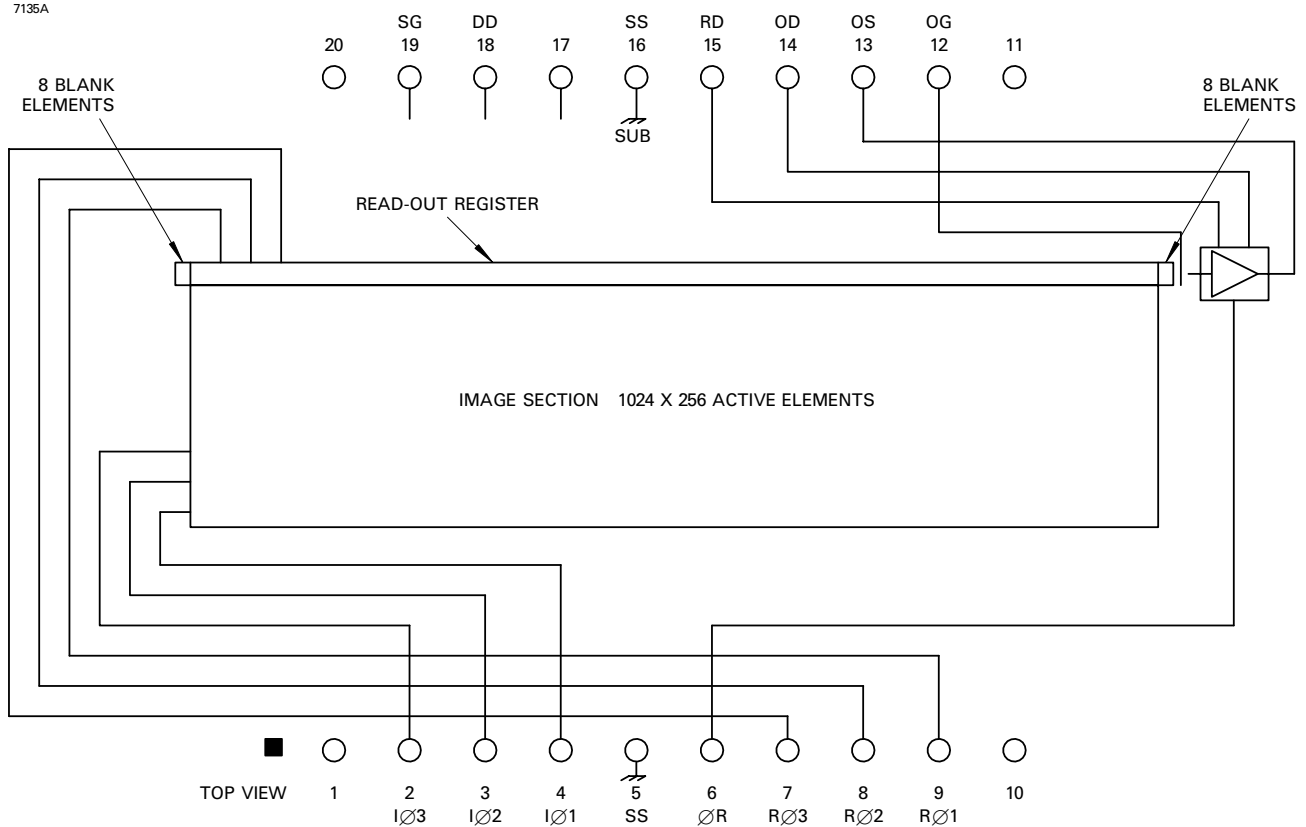 7135A
SG DD SS RD OD OS OG
20 19 18 17 16 15 14 13 12 11
8 BLANK
ELEMENTS
8 BLANK
ELEMENTS
SUB
READ-OUT REGISTER
IMAGE SECTION 1024 X 256 ACTIVE ELEMENTS
TOP VIEW 1 2 3 4 5 6 7 8 9 10
I∅3 I∅2 I∅1 SS ∅R R∅3 R∅2 R∅1